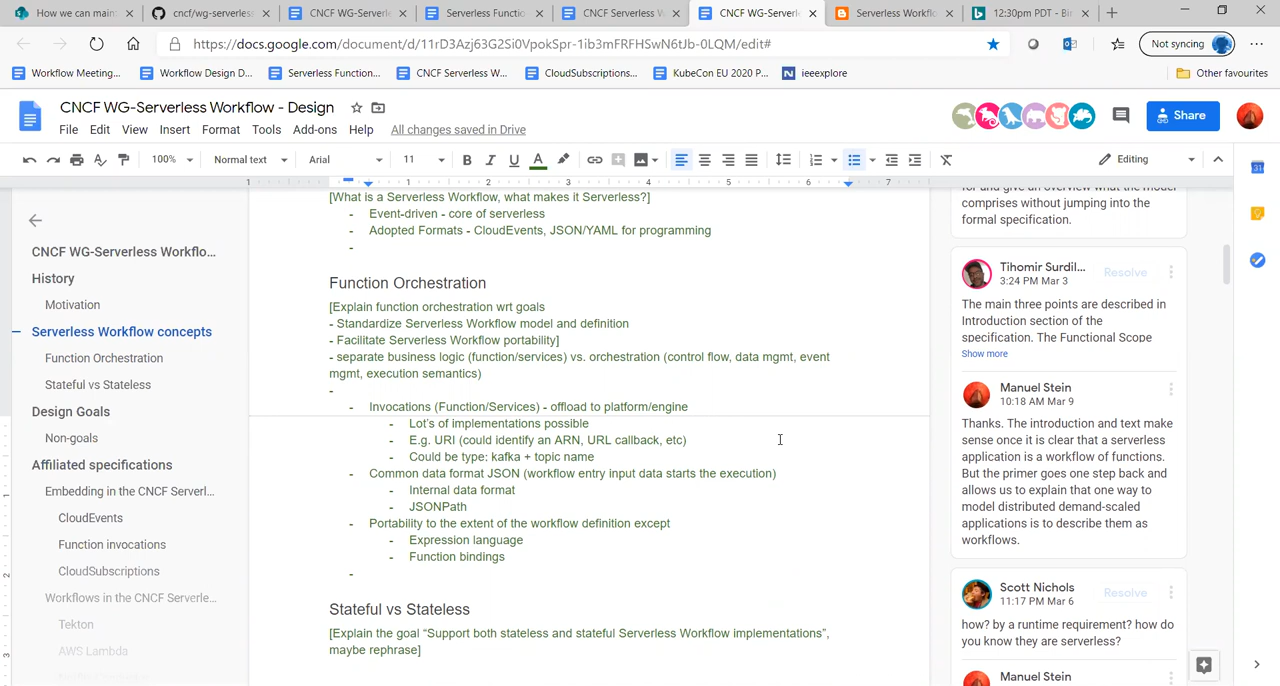 How we can main
cncf/wg-serverless
CNCF WG-Serverle
Serverless Functio
CNCF Serverless W
CNCF WG-Serverle
Serverless Workflo
12:30pm PDT - Bi
https://docs.google.com/document/d/11rD3Azj63G2Si0VpokSpr-1ib3mFRFHSwN6tJb-0LQM/edit#
Not syncing
Workflow Meeting...
Workflow Design D...
Serverless Function...
CNCF Serverless W...
CloudSubscriptions...
KubeCon EU 2020 P...
ieeexplore
Other favourites
CNCF WG-Serverless Workflow - Design
File Edit View Insert Format Tools Add-ons Help All changes saved in Drive
Share
100% Normal text Arial 11 B I U A Editing
1 1 2 3 4 5 6 7
CNCF WG-Serverless Workflo...
History
Motivation
Serverless Workflow concepts
Function Orchestration
Stateful vs Stateless
Design Goals
Non-goals
Affiliated specifications
Embedding in the CNCF Serverl...
CloudEvents
Function invocations
CloudSubscriptions
Workflows in the CNCF Serverle...
Tekton
AWS Lambda
[What is a Serverless Workflow, what makes it Serverless?]
- Event-driven - core of serverless
- Adopted Formats - CloudEvents, JSON/YAML for programming
-
Function Orchestration
[Explain function orchestration wrt goals
- Standardize Serverless Workflow model and definition
- Facilitate Serverless Workflow portability]
- separate business logic (function/services) vs. orchestration (control flow, data mgmt, event
mgmt, execution semantics)
-
- Invocations (Function/Services) - offload to platform/engine
- Lot's of implementations possible
- E.g. URI (could identify an ARN, URL callback, etc)
- Could be type: kafka + topic name
- Common data format JSON (workflow entry input data starts the execution)
- Internal data format
- JSONPath
- Portability to the extent of the workflow definition except
- Expression language
- Function bindings
-
Stateful vs Stateless
[Explain the goal “Support both stateless and stateful Serverless Workflow implementations”,
maybe rephrase]
for and give an overview what the model
comprises without jumping into the
formal specification.
Tihomir Surdil...
3:24 PM Mar 3
Resolve
The main three points are described in
Introduction section of the
specification. The Functional Scope
Show more
Manuel Stein
10:18 AM Mar 9
Thanks. The introduction and text make
sense once it is clear that a serverless
application is a workflow of functions.
But the primer goes one step back and
allows us to explain that one way to
model distributed demand-scaled
applications is to describe them as
workflows.
Scott Nichols
11:17 PM Mar 6
Resolve
how? by a runtime requirement? how do
you know they are serverless?
Manuel Stein